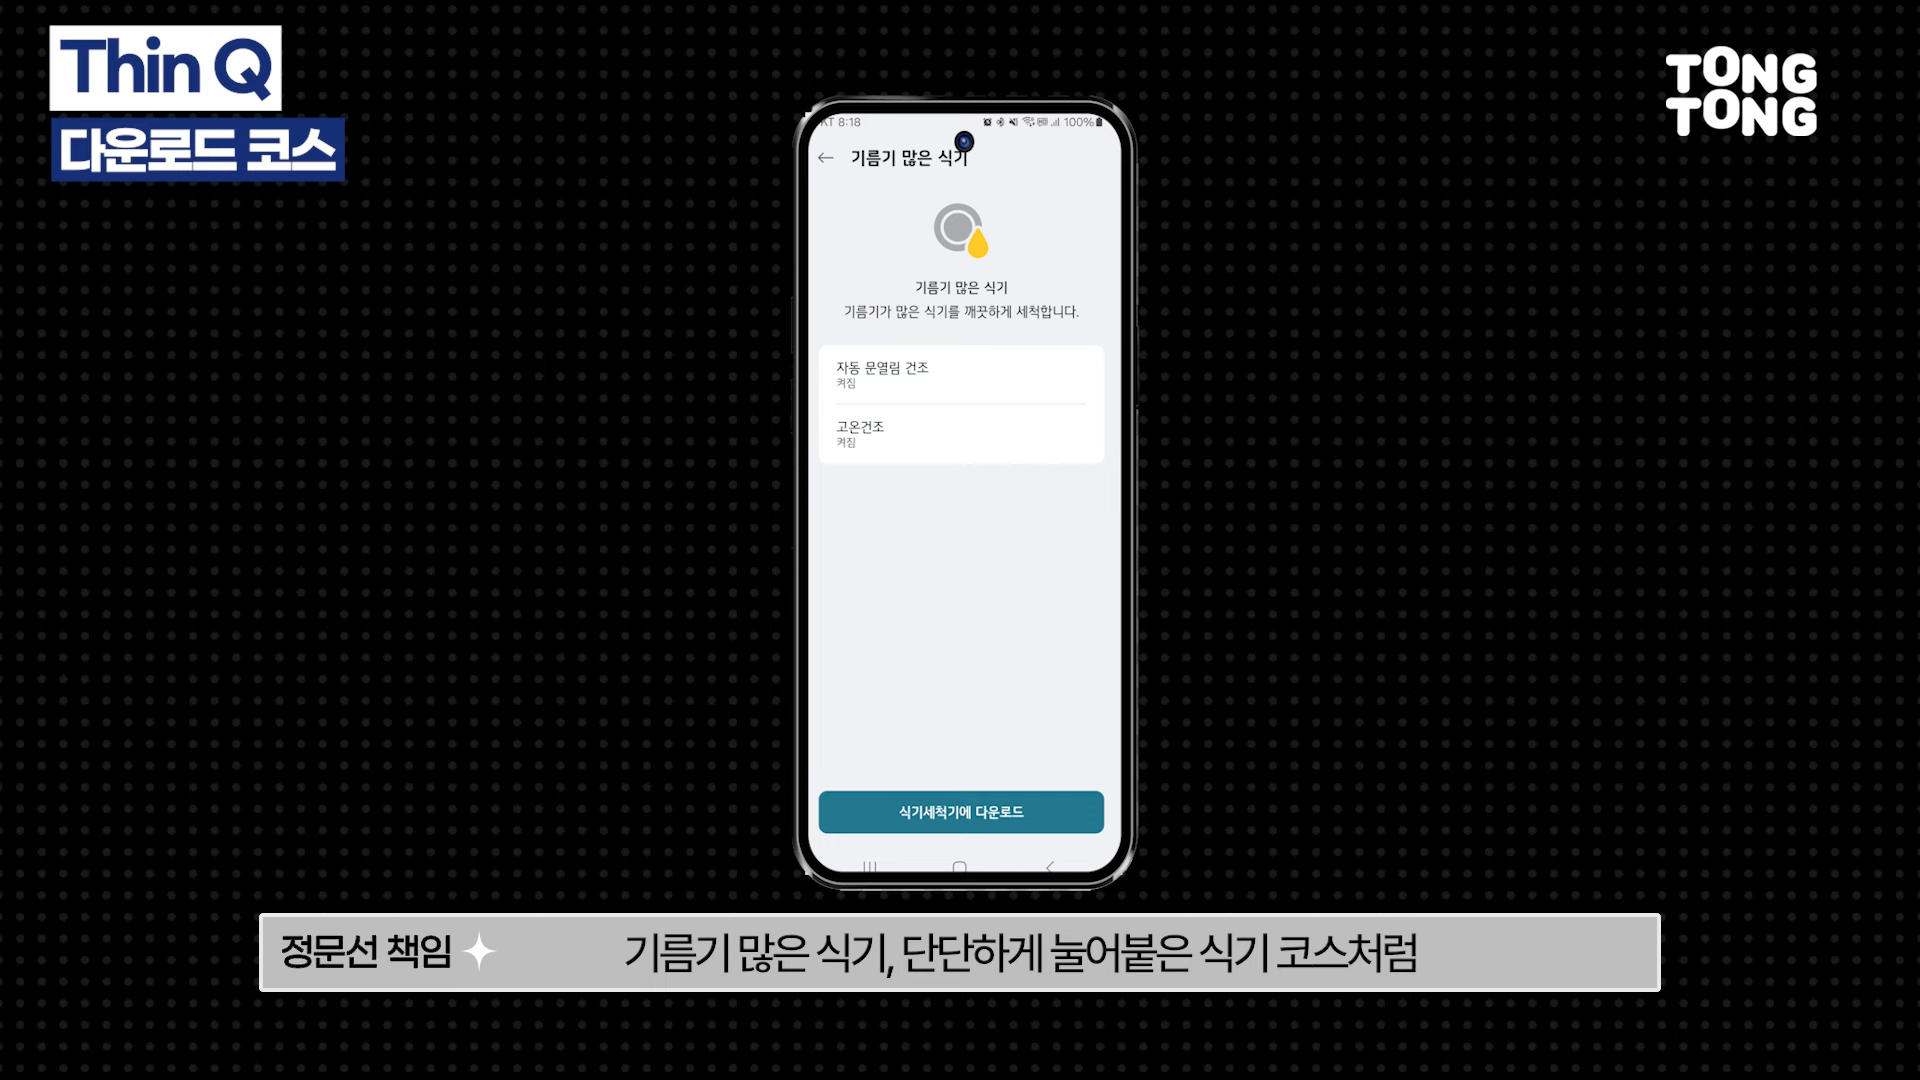 Thin Q
다운로드 코스
TONG
TONG
KT 8:18
100%
기름기 많은 식기
기름기 많은 식기
기름기가 많은 식기를 깨끗하게 세척합니다.
자동 문열림 건조
켜짐
고온건조
켜짐
식기세척기에 다운로드
정문선 책임
기름기 많은 식기, 단단하게 눌어붙은 식기 코스처럼